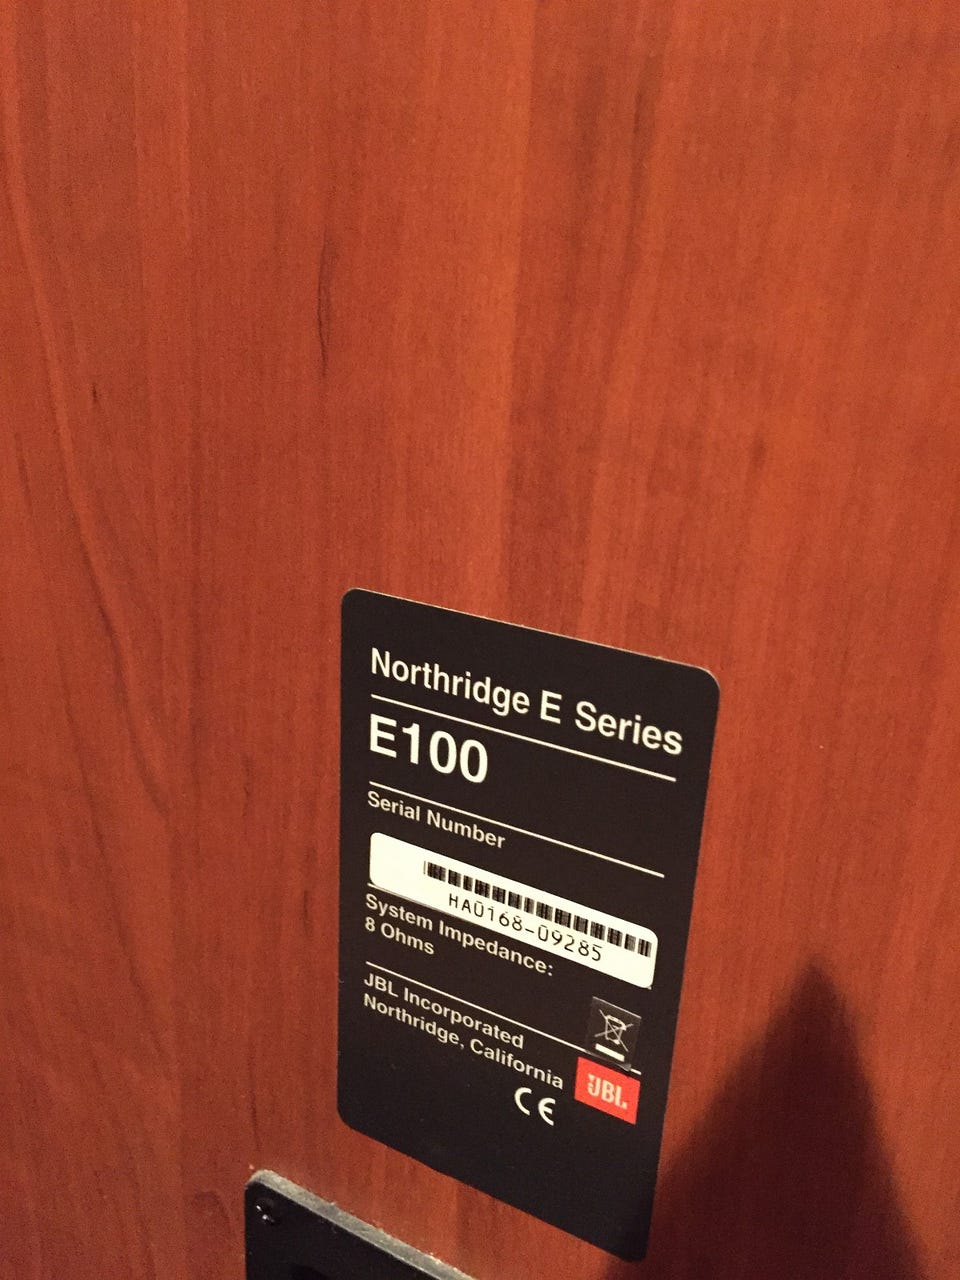 Northridge E Series
E100
Serial Number
HA0168-09285
System Impedance:
8 Ohms
JBL Incorporated
Northridge, California
JBL
CE